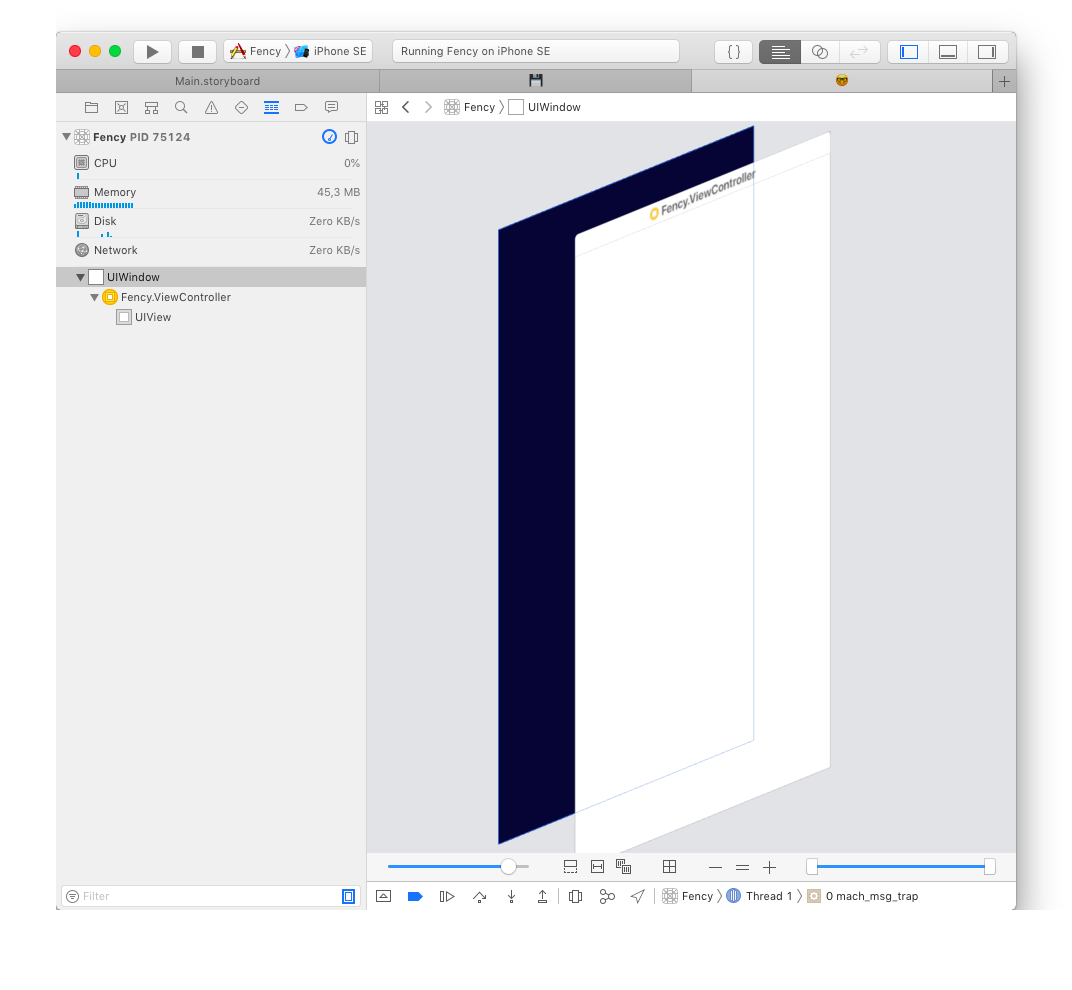 Fency 〉 iPhone SE
Running Fency on iPhone SE
{ }
Main.storyboard
Fency 〉 UIWindow
Fency PID 75124
CPU 0%
Memory 45,3 MB
Disk Zero KB/s
Network Zero KB/s
UIWindow
Fency.ViewController
UIView
Fency.ViewController
Filter
Fency 〉 Thread 1 〉 0 mach_msg_trap